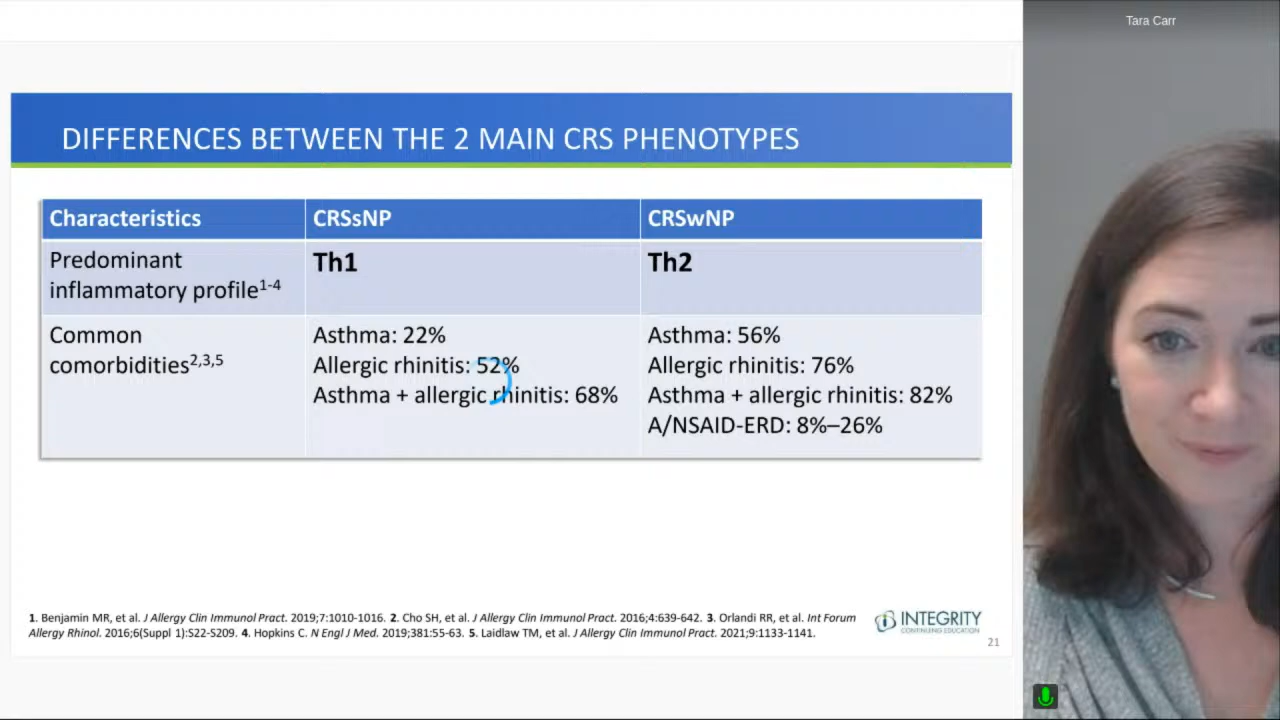 Tara Carr
DIFFERENCES BETWEEN THE 2 MAIN CRS PHENOTYPES
Characteristics
CRSsNP
CRSwNP
Predominant
inflammatory profile1-4
Th1
Th2
Common
comorbidities2,3,5
Asthma: 22%
Allergic rhinitis: 52%
Asthma + allergic rhinitis: 68%
Asthma: 56%
Allergic rhinitis: 76%
Asthma + allergic rhinitis: 82%
A/NSAID-ERD: 8%–26%
1. Benjamin MR, et al. J Allergy Clin Immunol Pract. 2019;7:1010-1016. 2. Cho SH, et al. J Allergy Clin Immunol Pract. 2016;4:639-642. 3. Orlandi RR, et al. Int Forum
Allergy Rhinol. 2016;6(Suppl 1):S22-S209. 4. Hopkins C. N Engl J Med. 2019;381:55-63. 5. Laidlaw TM, et al. J Allergy Clin Immunol Pract. 2021;9:1133-1141.
INTEGRITY
CONTINUING EDUCATION
21